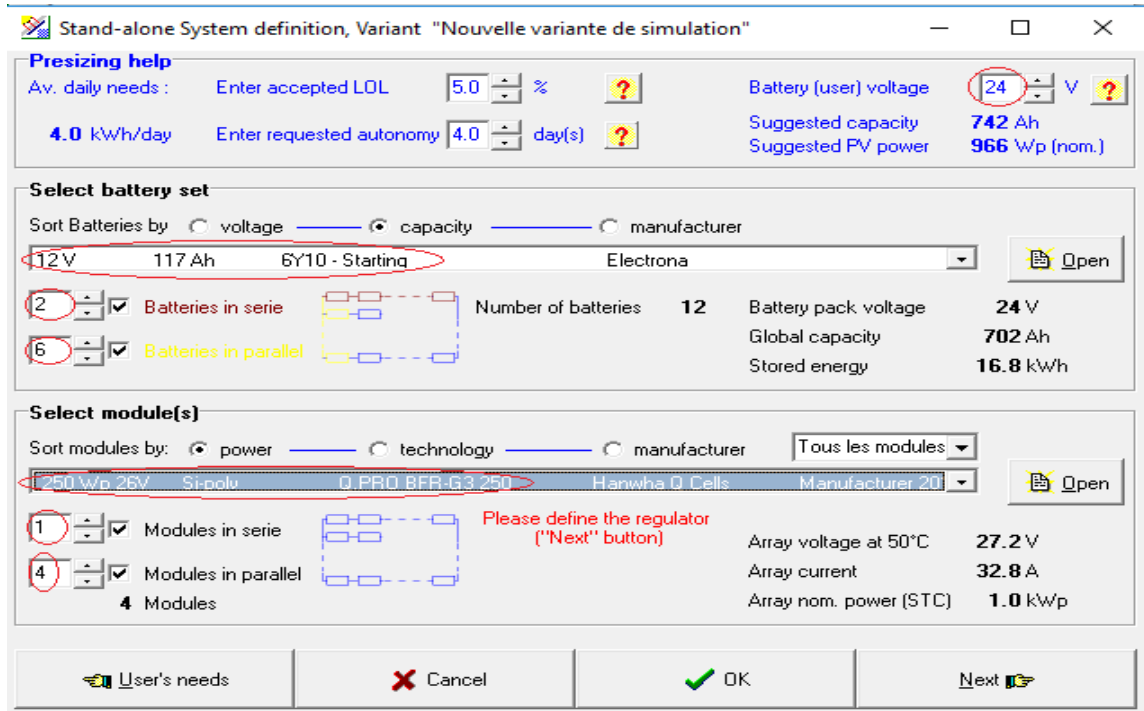 Stand-alone System definition, Variant "Nouvelle variante de simulation"
Presizing help
Av. daily needs : Enter accepted LOL 5.0 % ? Battery (user) voltage 24 V ?
4.0 kWh/day Enter requested autonomy 4.0 day(s) ? Suggested capacity 742 Ah
Suggested PV power 966 Wp (nom.)
Select battery set
Sort Batteries by voltage capacity manufacturer
12 V 117 Ah 6Y10 - Starting Electrona Open
2 Batteries in serie Number of batteries 12 Battery pack voltage 24 V
Global capacity 702 Ah
6 Batteries in parallel
Stored energy 16.8 kWh
Select module(s)
Sort modules by: power technology manufacturer Tous les modules
250 Wp 26V Si-poly Q.PRO BFR-G3 250 Hanwha Q Cells Manufacturer 20 Open
1 Modules in serie Please define the regulator
("Next" button) Array voltage at 50°C 27.2 V
4 Modules in parallel Array current 32.8 A
4 Modules Array nom. power (STC) 1.0 kWp
User's needs Cancel OK Next